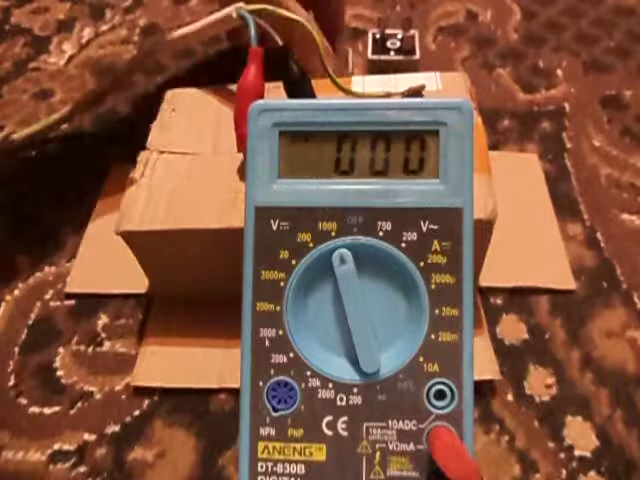 000
V⎓ OFF V~
1000 750
200 200
20 A⎓
2000m 200µ
2000µ
200m 20m
200m
2000
k
200k 10A
20k
2000 Ω 200 hFE
NPN PNP
CE
10ADC
VΩmA
ANENG
DT-830B
DIGITAL